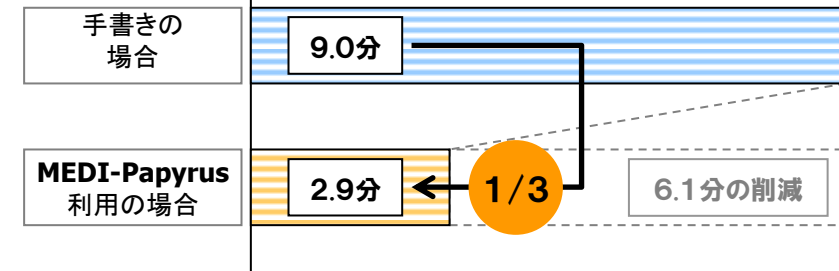 手書きの
場合
9.0分
MEDI-Papyrus
利用の場合
2.9分
1/3
6.1分の削減